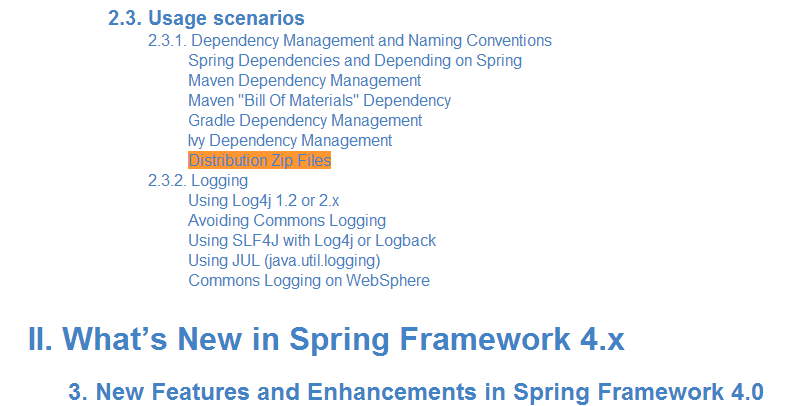 2.3. Usage scenarios
2.3.1. Dependency Management and Naming Conventions
Spring Dependencies and Depending on Spring
Maven Dependency Management
Maven "Bill Of Materials" Dependency
Gradle Dependency Management
Ivy Dependency Management
Distribution Zip Files
2.3.2. Logging
Using Log4j 1.2 or 2.x
Avoiding Commons Logging
Using SLF4J with Log4j or Logback
Using JUL (java.util.logging)
Commons Logging on WebSphere
II. What’s New in Spring Framework 4.x
3. New Features and Enhancements in Spring Framework 4.0